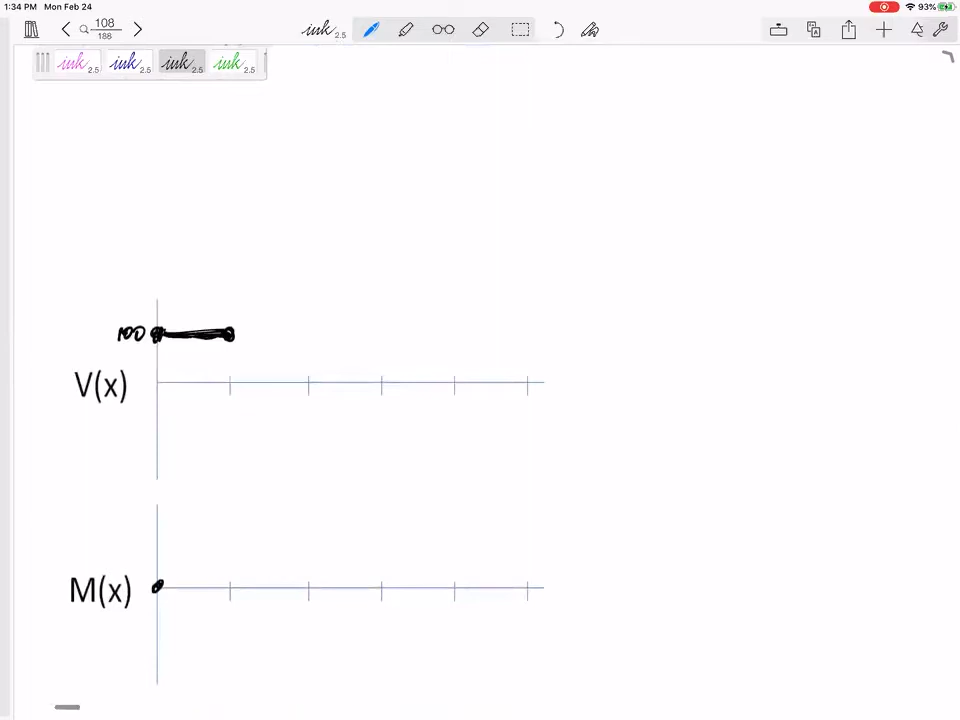 1:34 PM Mon Feb 24
93%
108
188
ink 2.5
ink 2.5
ink 2.5
ink 2.5
ink 2.5
A
100
V(x)
M(x)